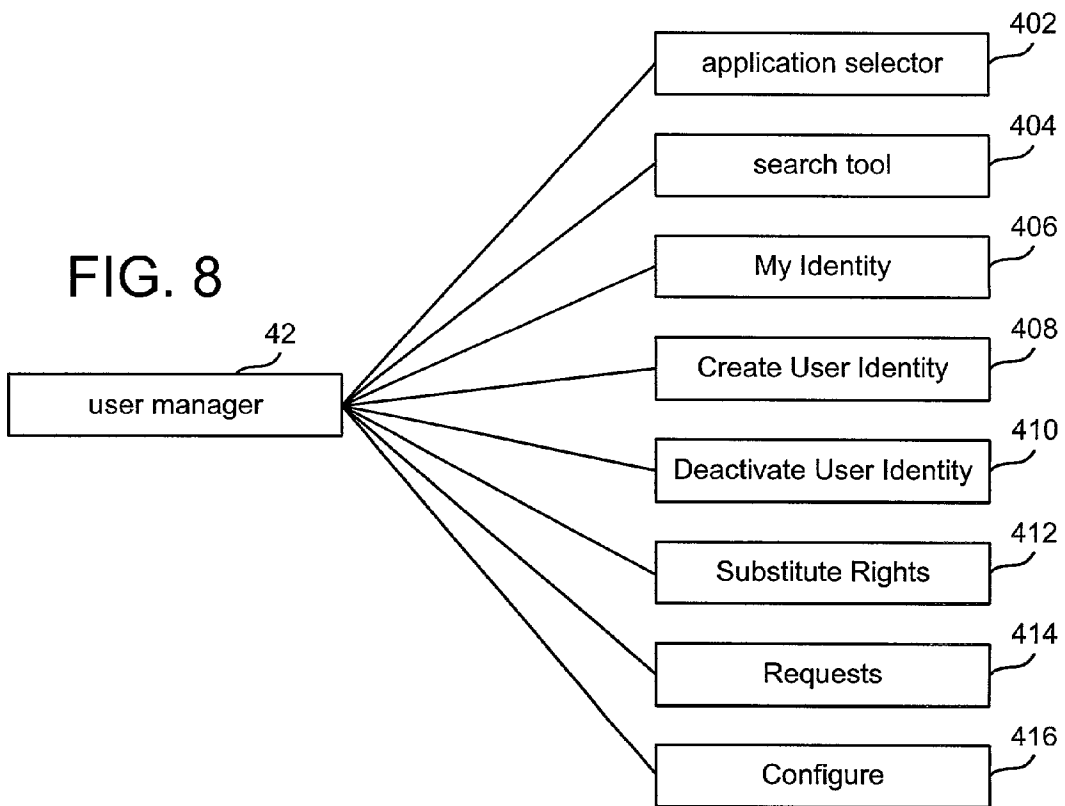 402
application selector
404
search tool
406
My Identity
FIG. 8
408
42
Create User Identity
user manager
410
Deactivate User Identity
412
Substitute Rights
414
Requests
416
Configure